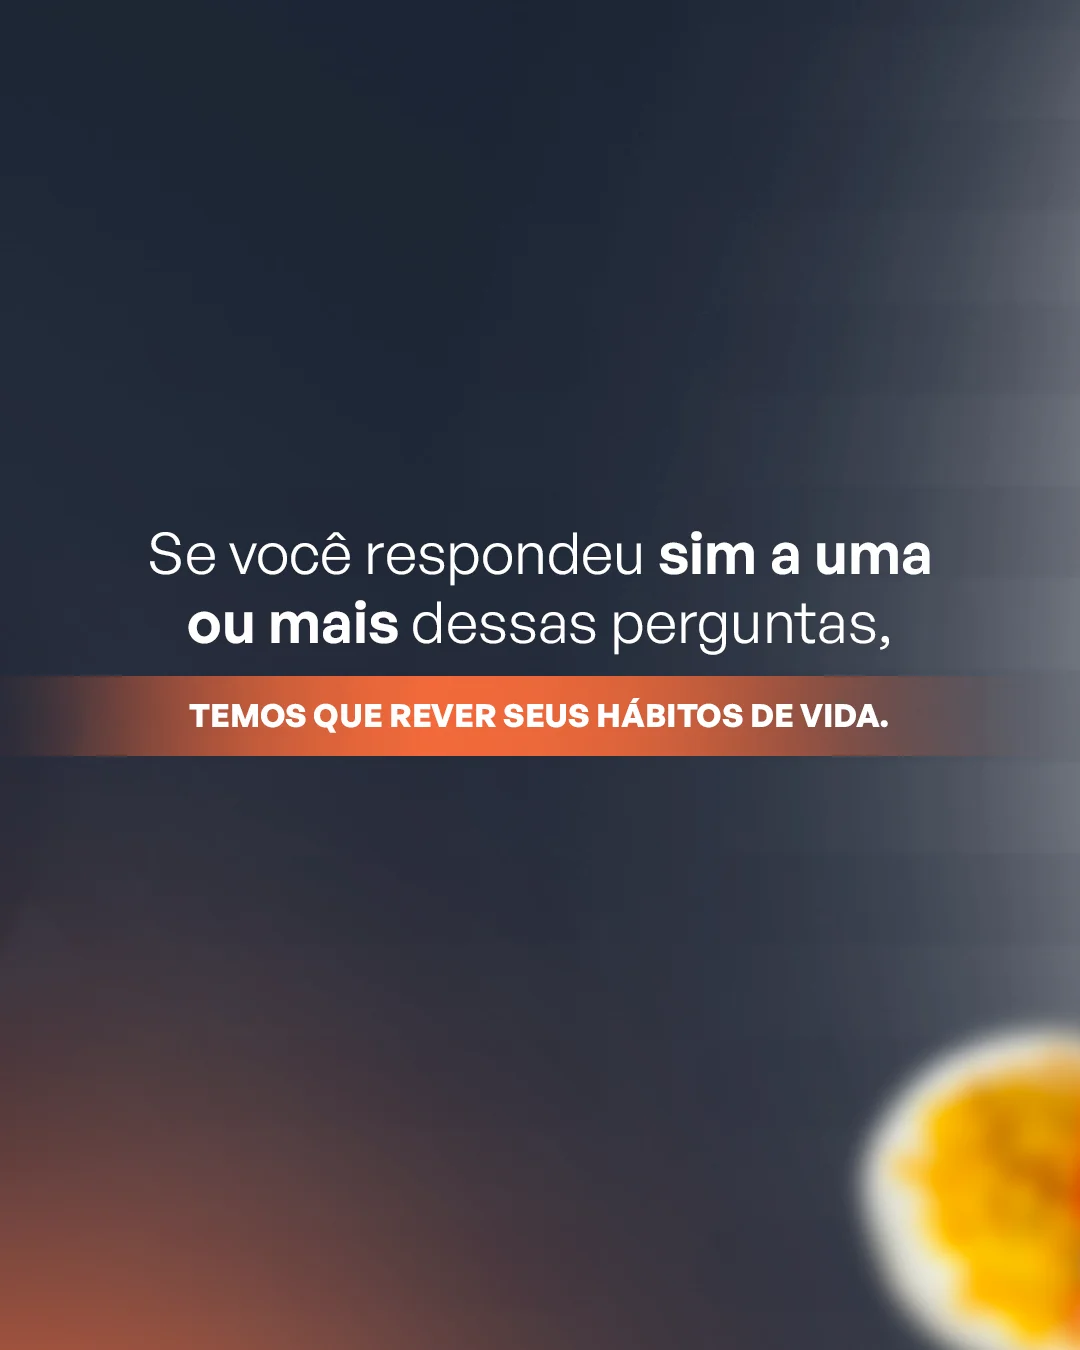 Se você respondeu sim a uma
ou mais dessas perguntas,
TEMOS QUE REVER SEUS HÁBITOS DE VIDA.